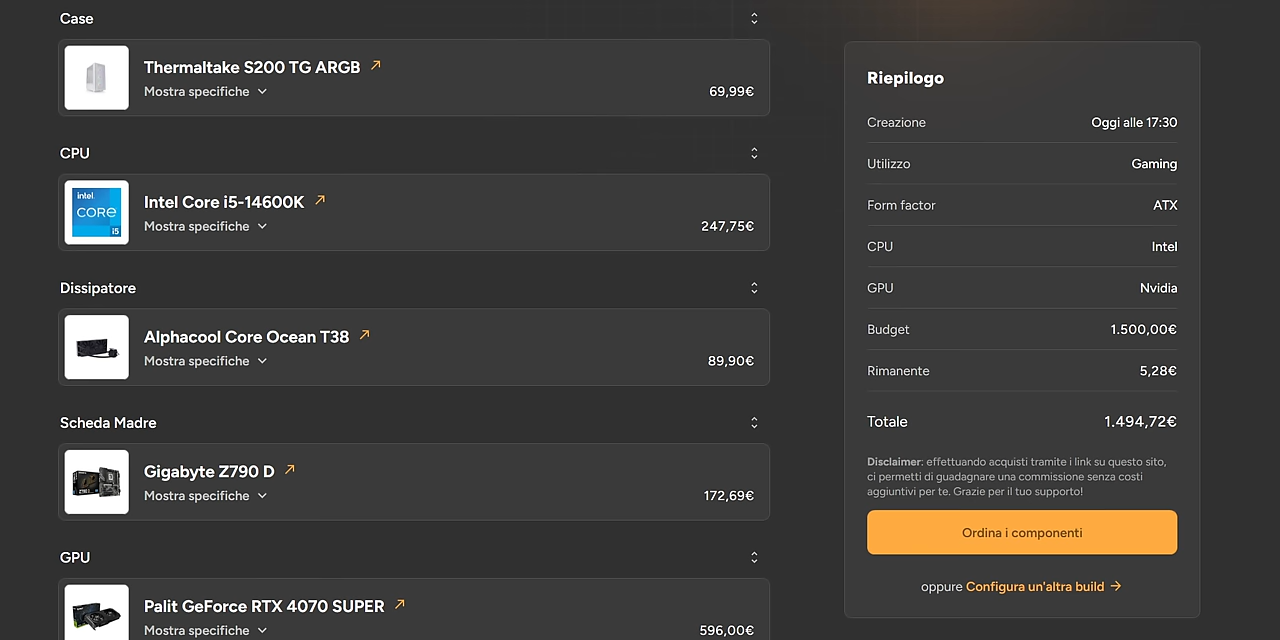 Case
Thermaltake S200 TG ARGB
Mostra specifiche
69,99€
CPU
intel
CORE
i5
Intel Core i5-14600K
Mostra specifiche
247,75€
Dissipatore
Alphacool Core Ocean T38
Mostra specifiche
89,90€
Scheda Madre
Gigabyte Z790 D
Mostra specifiche
172,69€
GPU
Palit GeForce RTX 4070 SUPER
Mostra specifiche
596,00€
Riepilogo
Creazione Oggi alle 17:30
Utilizzo Gaming
Form factor ATX
CPU Intel
GPU Nvidia
Budget 1.500,00€
Rimanente 5,28€
Totale 1.494,72€
Disclaimer: effettuando acquisti tramite i link su questo sito,
ci permetti di guadagnare una commissione senza costi
aggiuntivi per te. Grazie per il tuo supporto!
Ordina i componenti
oppure Configura un'altra build →